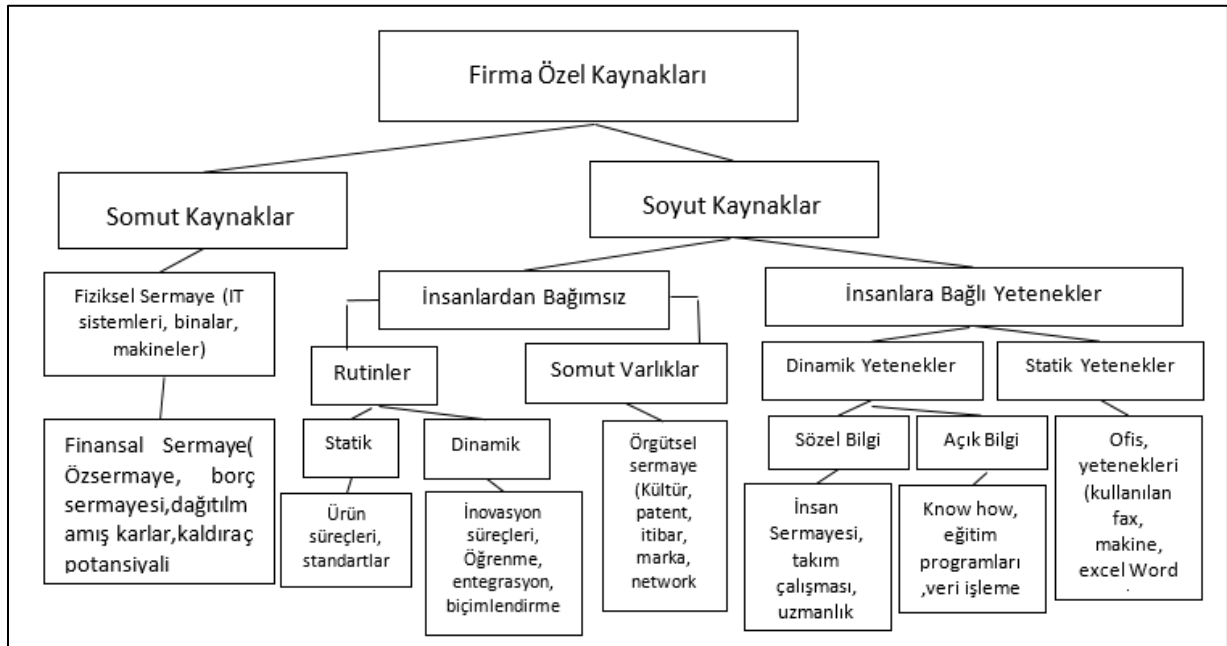 Firma Özel Kaynakları
Somut Kaynaklar
Soyut Kaynaklar
Fiziksel Sermaye (IT
sistemleri, binalar,
makineler)
İnsanlardan Bağımsız
İnsanlara Bağlı Yetenekler
Rutinler
Somut Varlıklar
Dinamik Yetenekler
Statik Yetenekler
Finansal Sermaye(
Özsermaye, borç
sermayesi,dağıtılm
amış karlar,kaldıraç
potansiyali
Statik
Dinamik
Örgütsel
sermaye
(Kültür,
patent,
itibar,
marka,
network
Sözel Bilgi
Açık Bilgi
Ofis,
yetenekleri
(kullanılan
fax,
makine,
excel Word
Ürün
süreçleri,
standartlar
İnovasyon
süreçleri,
Öğrenme,
entegrasyon,
biçimlendirme
İnsan
Sermayesi,
takım
çalışması,
uzmanlık
Know how,
eğitim
programları
,veri işleme